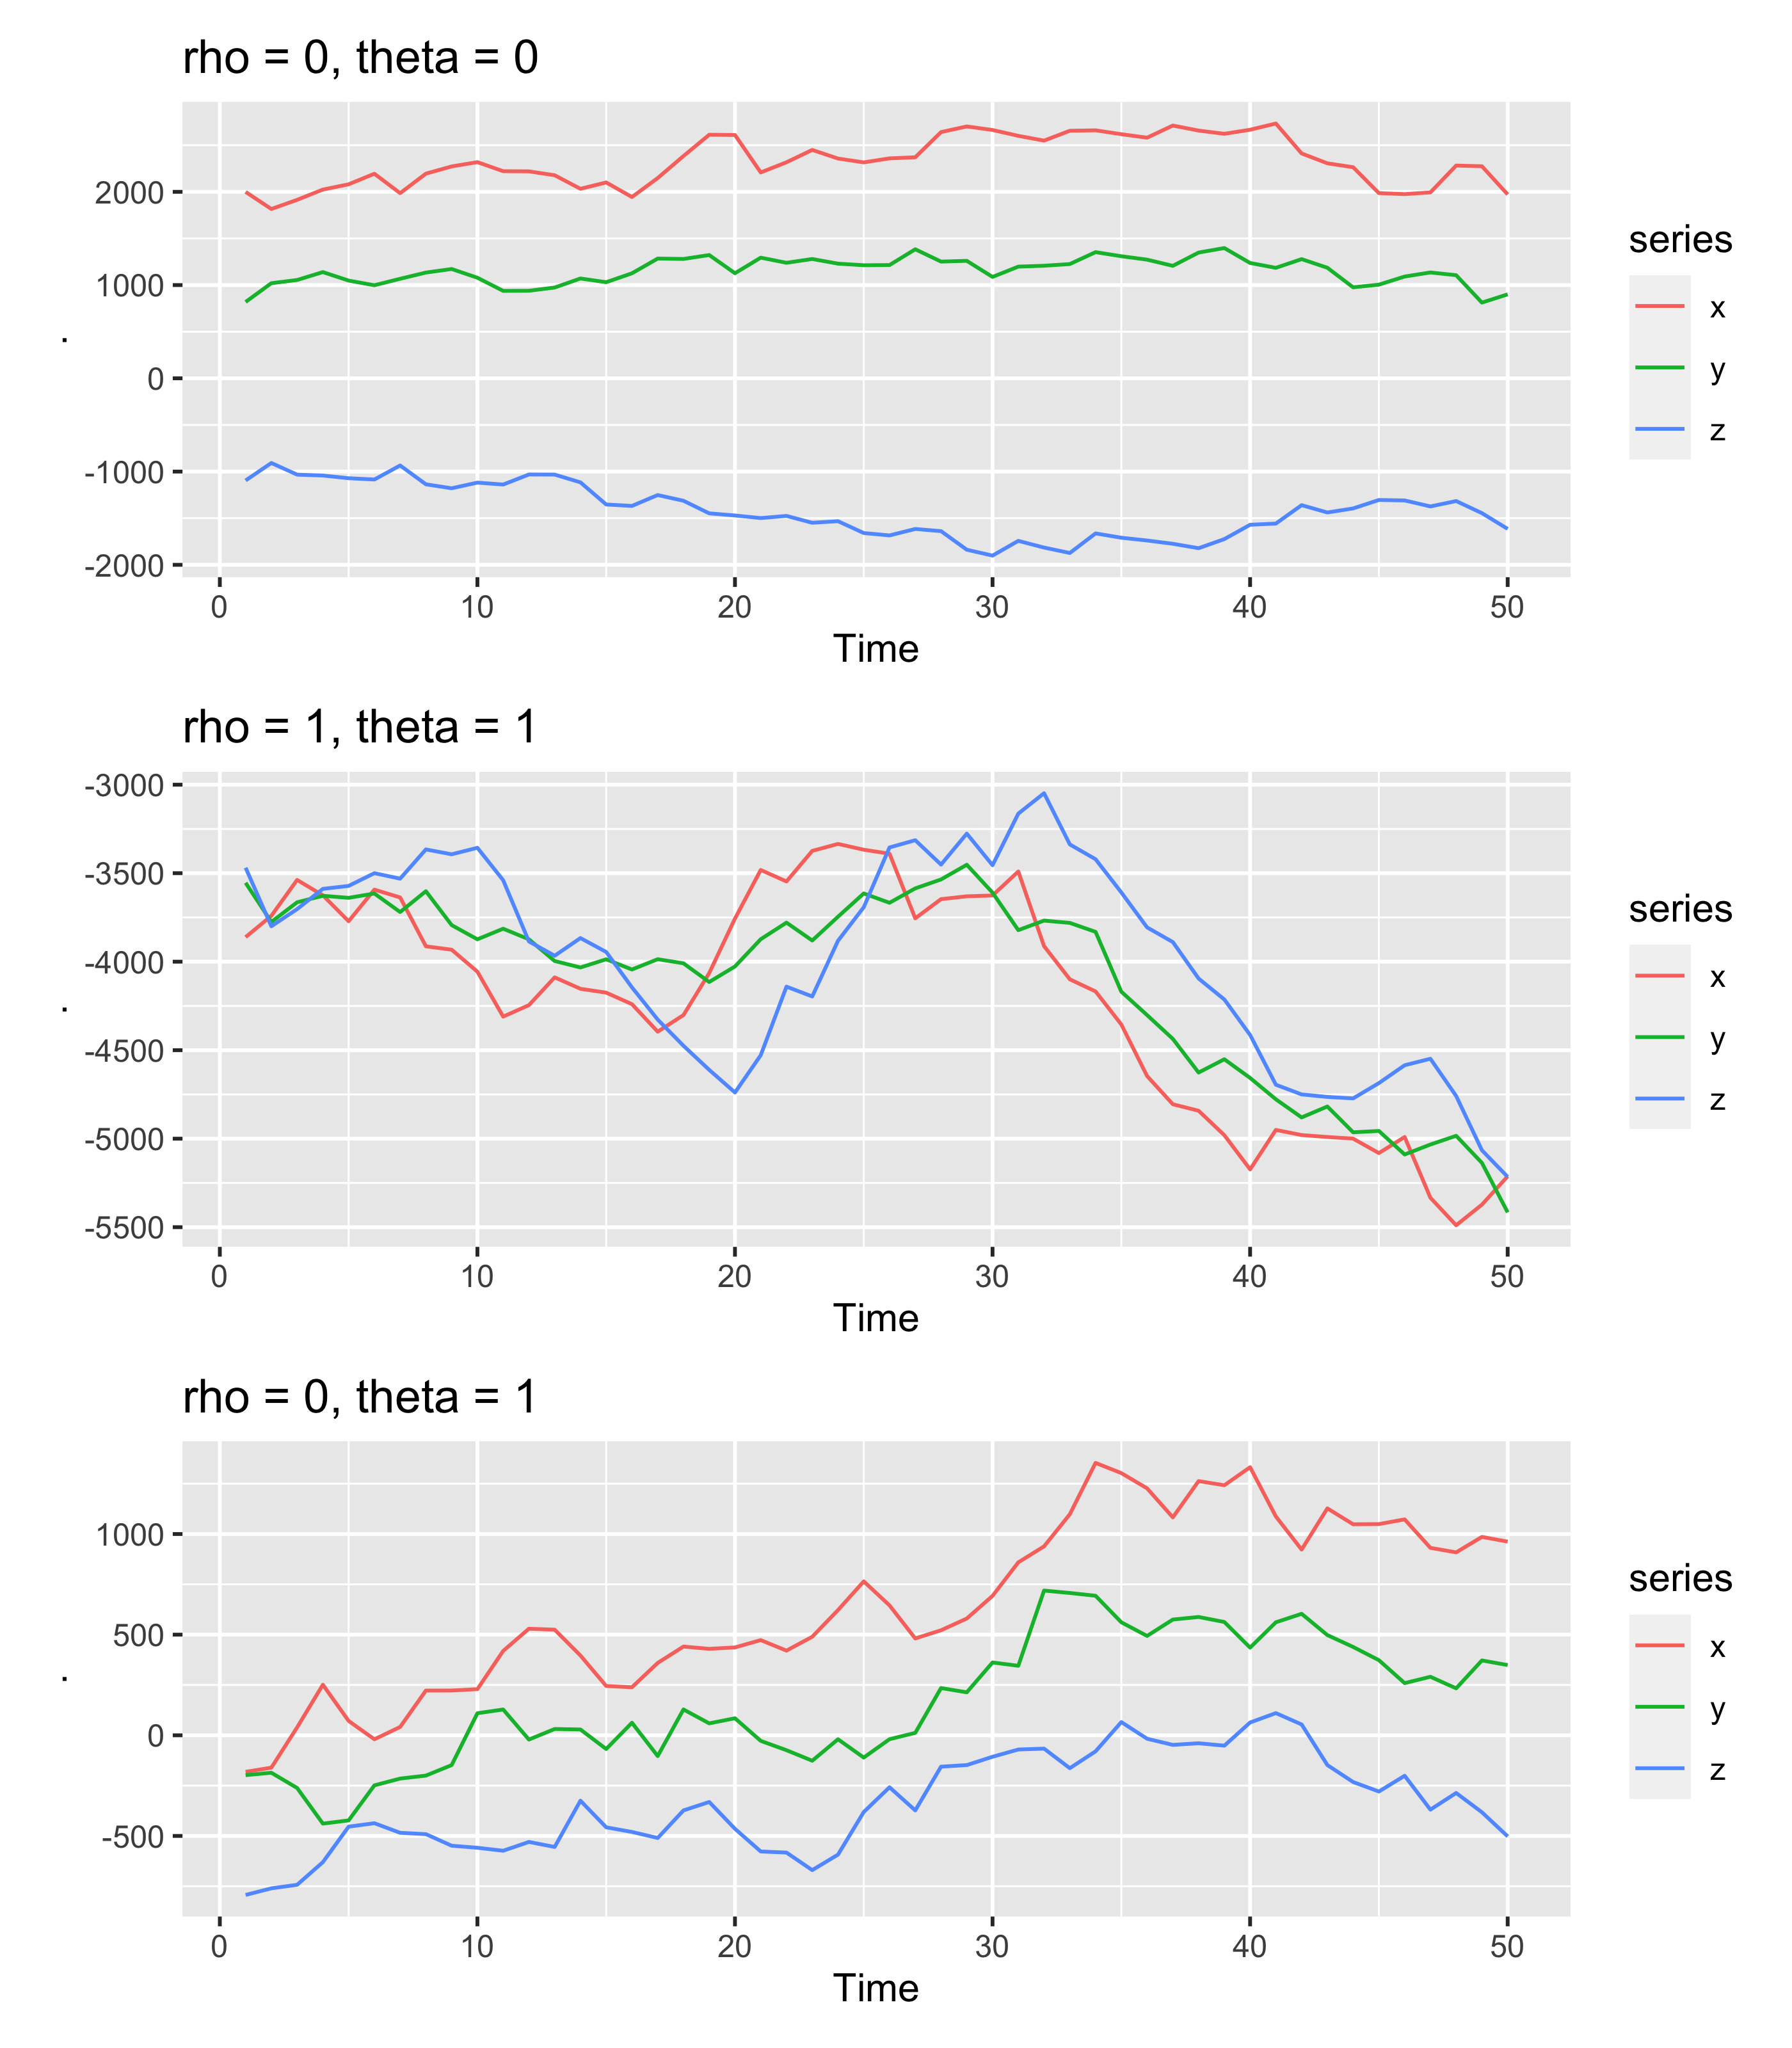 rho = 0, theta = 0
2000
1000
0
-1000
-2000
.
0 10 20 30 40 50
Time
series
x
y
z
rho = 1, theta = 1
-3000
-3500
-4000
-4500
-5000
-5500
.
0 10 20 30 40 50
Time
series
x
y
z
rho = 0, theta = 1
1000
500
0
-500
.
0 10 20 30 40 50
Time
series
x
y
z